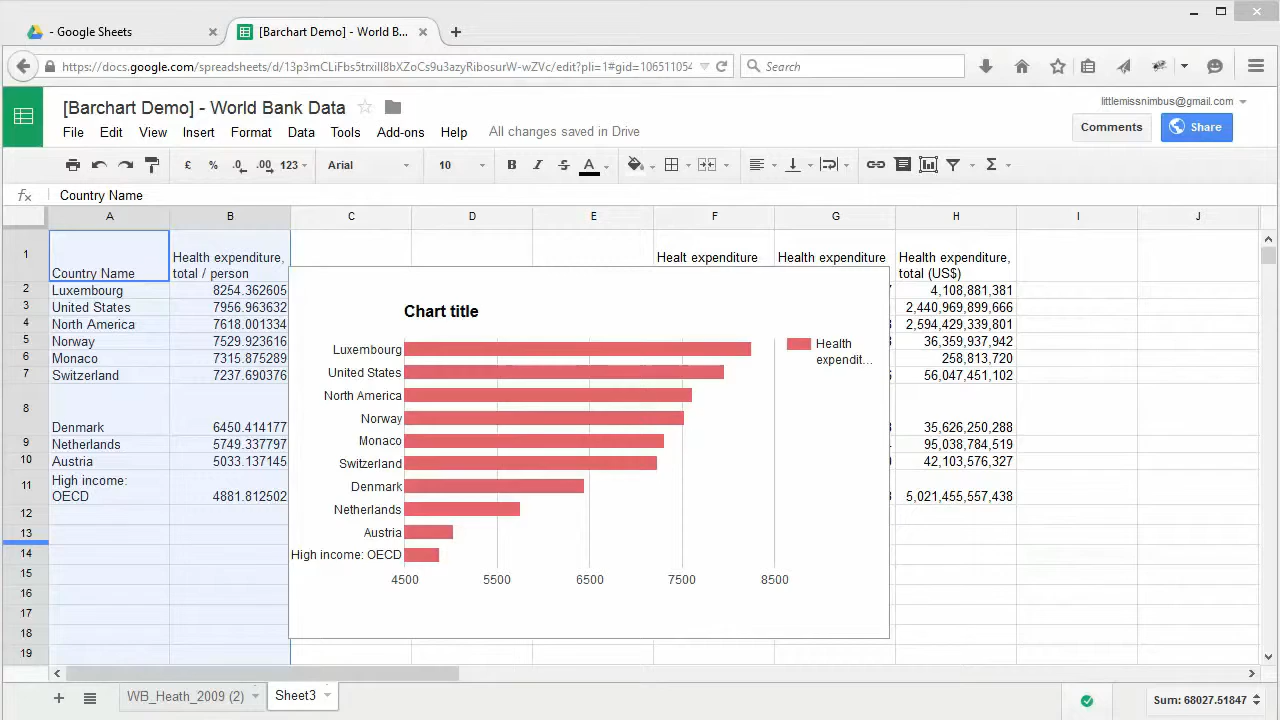 - Google Sheets
[Barchart Demo] - World B...
https://docs.google.com/spreadsheets/d/13p3mCLiFbs5trxill8bXZoCs9u3azyRibosurW-wZVc/edit?pli=1#gid=106511054
Search
[Barchart Demo] - World Bank Data
littlemissnimbus@gmail.com
File Edit View Insert Format Data Tools Add-ons Help All changes saved in Drive
Comments
Share
£ % .0 .00 123 Arial 10 B I S A Σ
fx Country Name
A B C D E F G H I J
1 Country Name
Health expenditure,
total / person
Healt expenditure
Health expenditure
Health expenditure,
total (US$)
2 Luxembourg 8254.362605 4,108,881,381
3 United States 7956.963632 2,440,969,899,666
4 North America 7618.001334 2,594,429,339,801
5 Norway 7529.923616 36,359,937,942
6 Monaco 7315.875289 258,813,720
7 Switzerland 7237.690376 56,047,451,102
8 Denmark 6450.414177 35,626,250,288
9 Netherlands 5749.337797 95,038,784,519
10 Austria 5033.137145 42,103,576,327
11 High income:
OECD 4881.812502 5,021,455,557,438
12
13
14
15
16
17
18
19
Chart title
Luxembourg
United States
North America
Norway
Monaco
Switzerland
Denmark
Netherlands
Austria
High income: OECD
4500 5500 6500 7500 8500
Health
expendit...
WB_Heath_2009 (2) Sheet3
Sum: 68027.51847